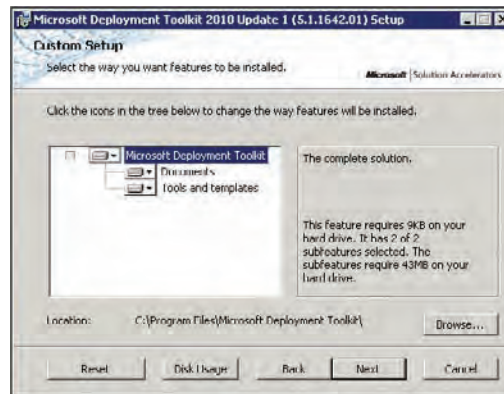 Microsoft Deployment Toolkit 2010 Update 1 (5.1.1642.01) Setup
Custom Setup
Select the way you want features to be installed.
Microsoft | Solution Accelerators
Click the icons in the tree below to change the way features will be installed.
Microsoft Deployment Toolkit
Documents
Tools and templates
The complete solution.
This feature requires 9KB on your
hard drive. It has 2 of 2
subfeatures selected. The
subfeatures require 43MB on your
hard drive.
Location: C:\Program Files\Microsoft Deployment Toolkit\
Browse...
Reset Disk Usage Back Next Cancel